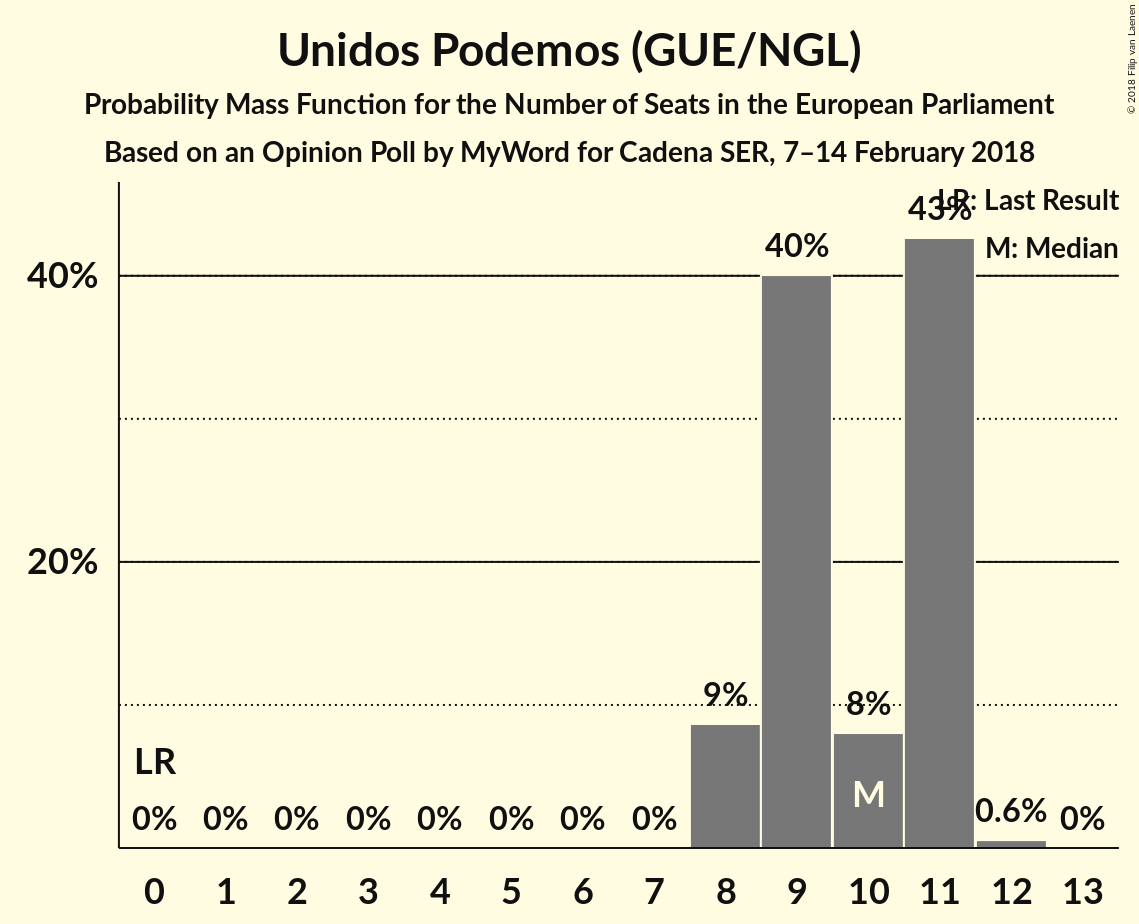 Unidos Podemos (GUE/NGL)
Probability Mass Function for the Number of Seats in the European Parliament
Based on an Opinion Poll by MyWord for Cadena SER, 7–14 February 2018
© 2018 Filip van Laenen
LR: Last Result
M: Median
43%
40%
40%
20%
9%
8%
LR
M
0% 0% 0% 0% 0% 0% 0% 0% 0.6% 0%
0 1 2 3 4 5 6 7 8 9 10 11 12 13